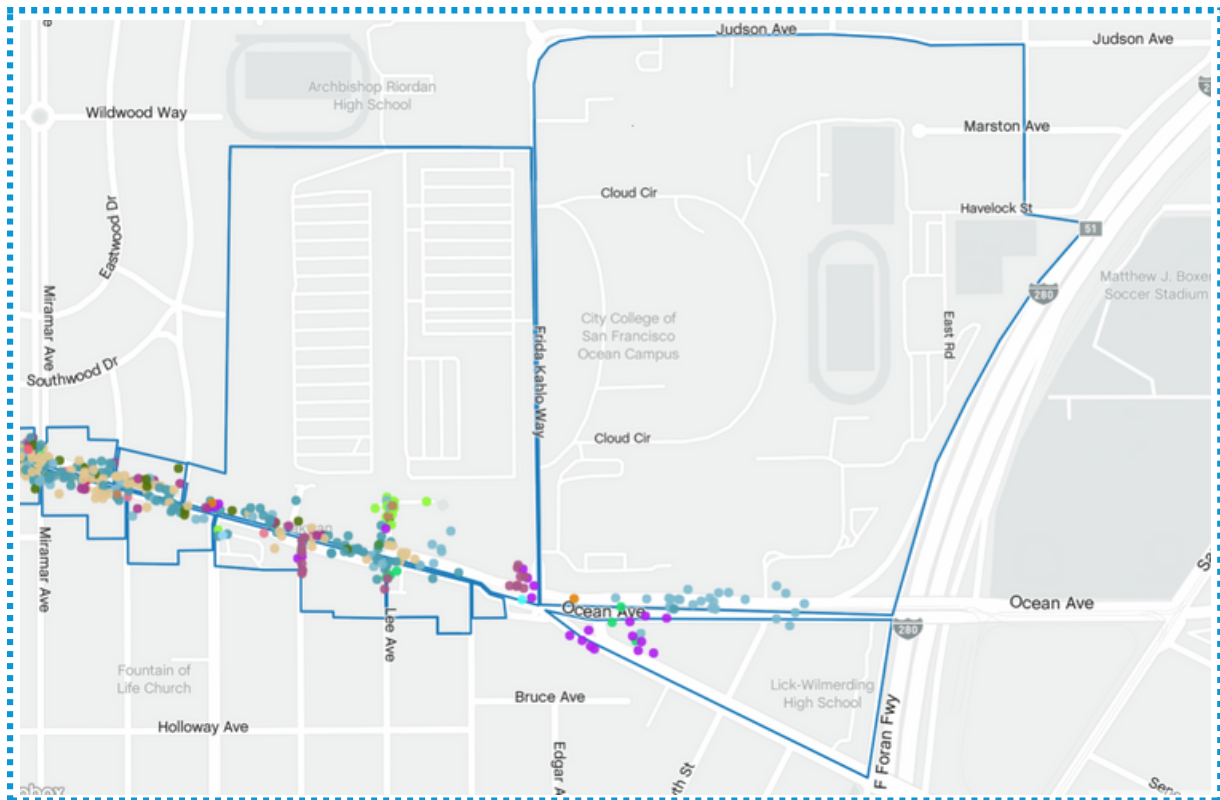 Judson Ave
Judson Ave
Archbishop Riordan
High School
Wildwood Way
Marston Ave
Cloud Cir
Havelock St
51
Eastwood Dr
Matthew J. Boxer
Soccer Stadium
280
Miramar Ave
City College of
San Francisco
Ocean Campus
East Rd
Frida Kahlo Way
Southwood Dr
Cloud Cir
Miramar Ave
Ocean Ave
Ocean Ave
Lee Ave
280
Fountain of
Life Church
Lick-Wilmerding
High School
Bruce Ave
Holloway Ave
Edgar A
F Foran Fwy
th St